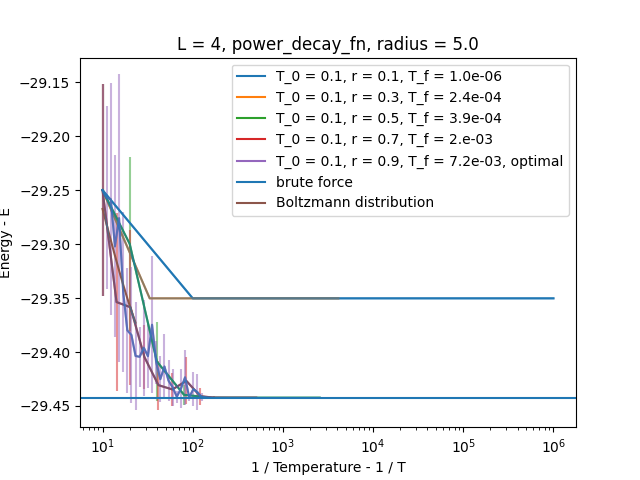 L = 4, power_decay_fn, radius = 5.0
Energy - E
−29.15
−29.20
−29.25
−29.30
−29.35
−29.40
−29.45
T_0 = 0.1, r = 0.1, T_f = 1.0e-06
T_0 = 0.1, r = 0.3, T_f = 2.4e-04
T_0 = 0.1, r = 0.5, T_f = 3.9e-04
T_0 = 0.1, r = 0.7, T_f = 2.e-03
T_0 = 0.1, r = 0.9, T_f = 7.2e-03, optimal
brute force
Boltzmann distribution
10¹ 10² 10³ 10⁴ 10⁵ 10⁶
1 / Temperature - 1 / T